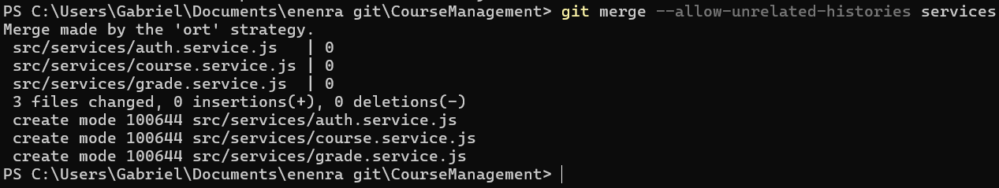 PS C:\Users\Gabriel\Documents\enenra git\CourseManagement> git merge --allow-unrelated-histories services
Merge made by the 'ort' strategy.
 src/services/auth.service.js   | 0
 src/services/course.service.js | 0
 src/services/grade.service.js  | 0
 3 files changed, 0 insertions(+), 0 deletions(-)
 create mode 100644 src/services/auth.service.js
 create mode 100644 src/services/course.service.js
 create mode 100644 src/services/grade.service.js
PS C:\Users\Gabriel\Documents\enenra git\CourseManagement>